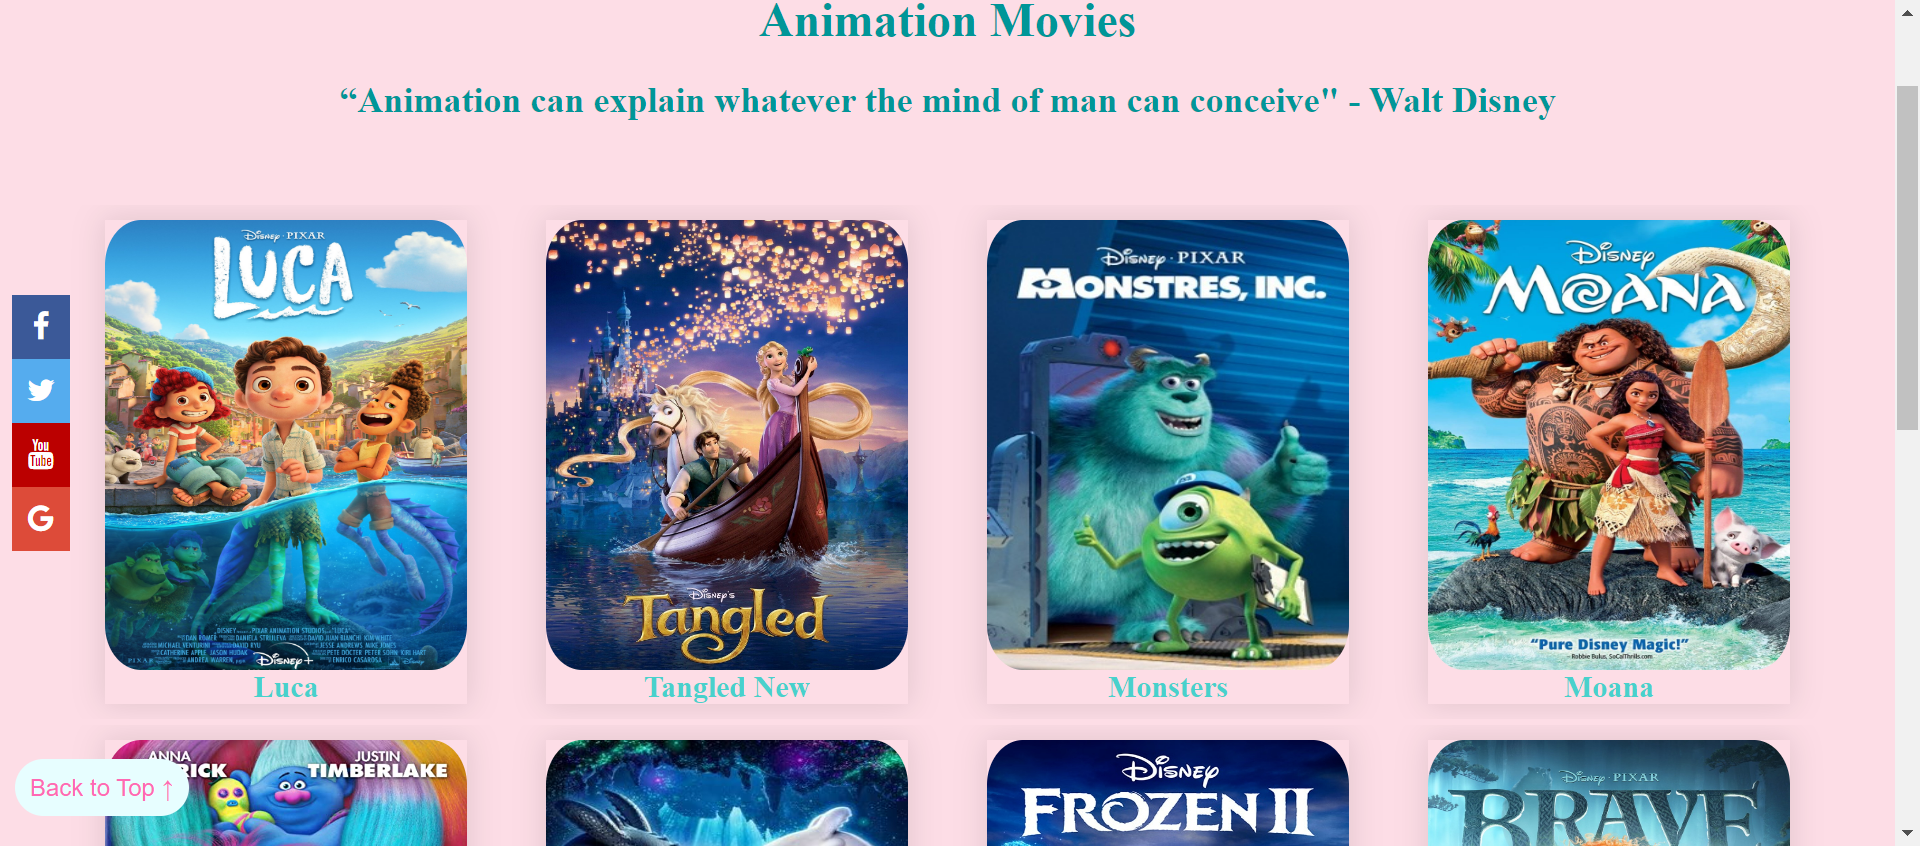 Animation Movies
“Animation can explain whatever the mind of man can conceive" - Walt Disney
Disney · PIXAR
LUCA
Disney+
Luca
Disney's
Tangled
Tangled New
Disney · PIXAR
MONSTRES, INC.
Monsters
Disney
MOANA
“Pure Disney Magic!”
Moana
You
Tube
G
Back to Top ↑
ANNA
JUSTIN
TIMBERLAKE
Disney
FROZEN II
Disney · PIXAR
BRAVE